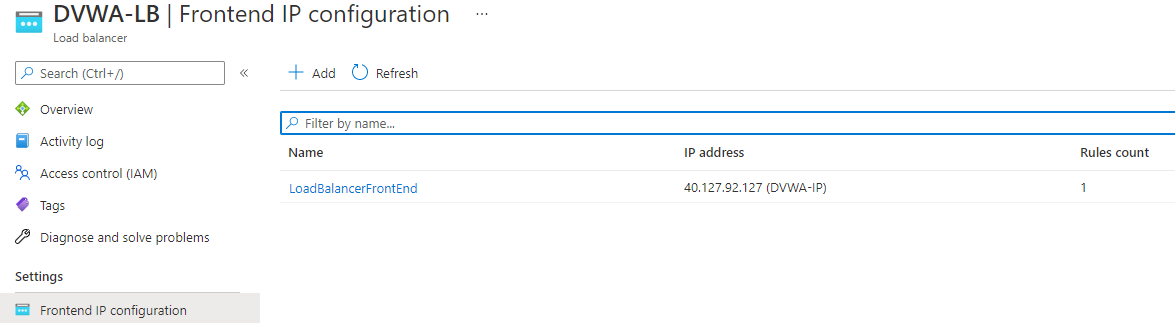 DVWA-LB | Frontend IP configuration ...
Load balancer
Search (Ctrl+/) «
Add Refresh
Overview
Filter by name...
Activity log
Name IP address Rules count
Access control (IAM)
LoadBalancerFrontEnd 40.127.92.127 (DVWA-IP) 1
Tags
Diagnose and solve problems
Settings
Frontend IP configuration